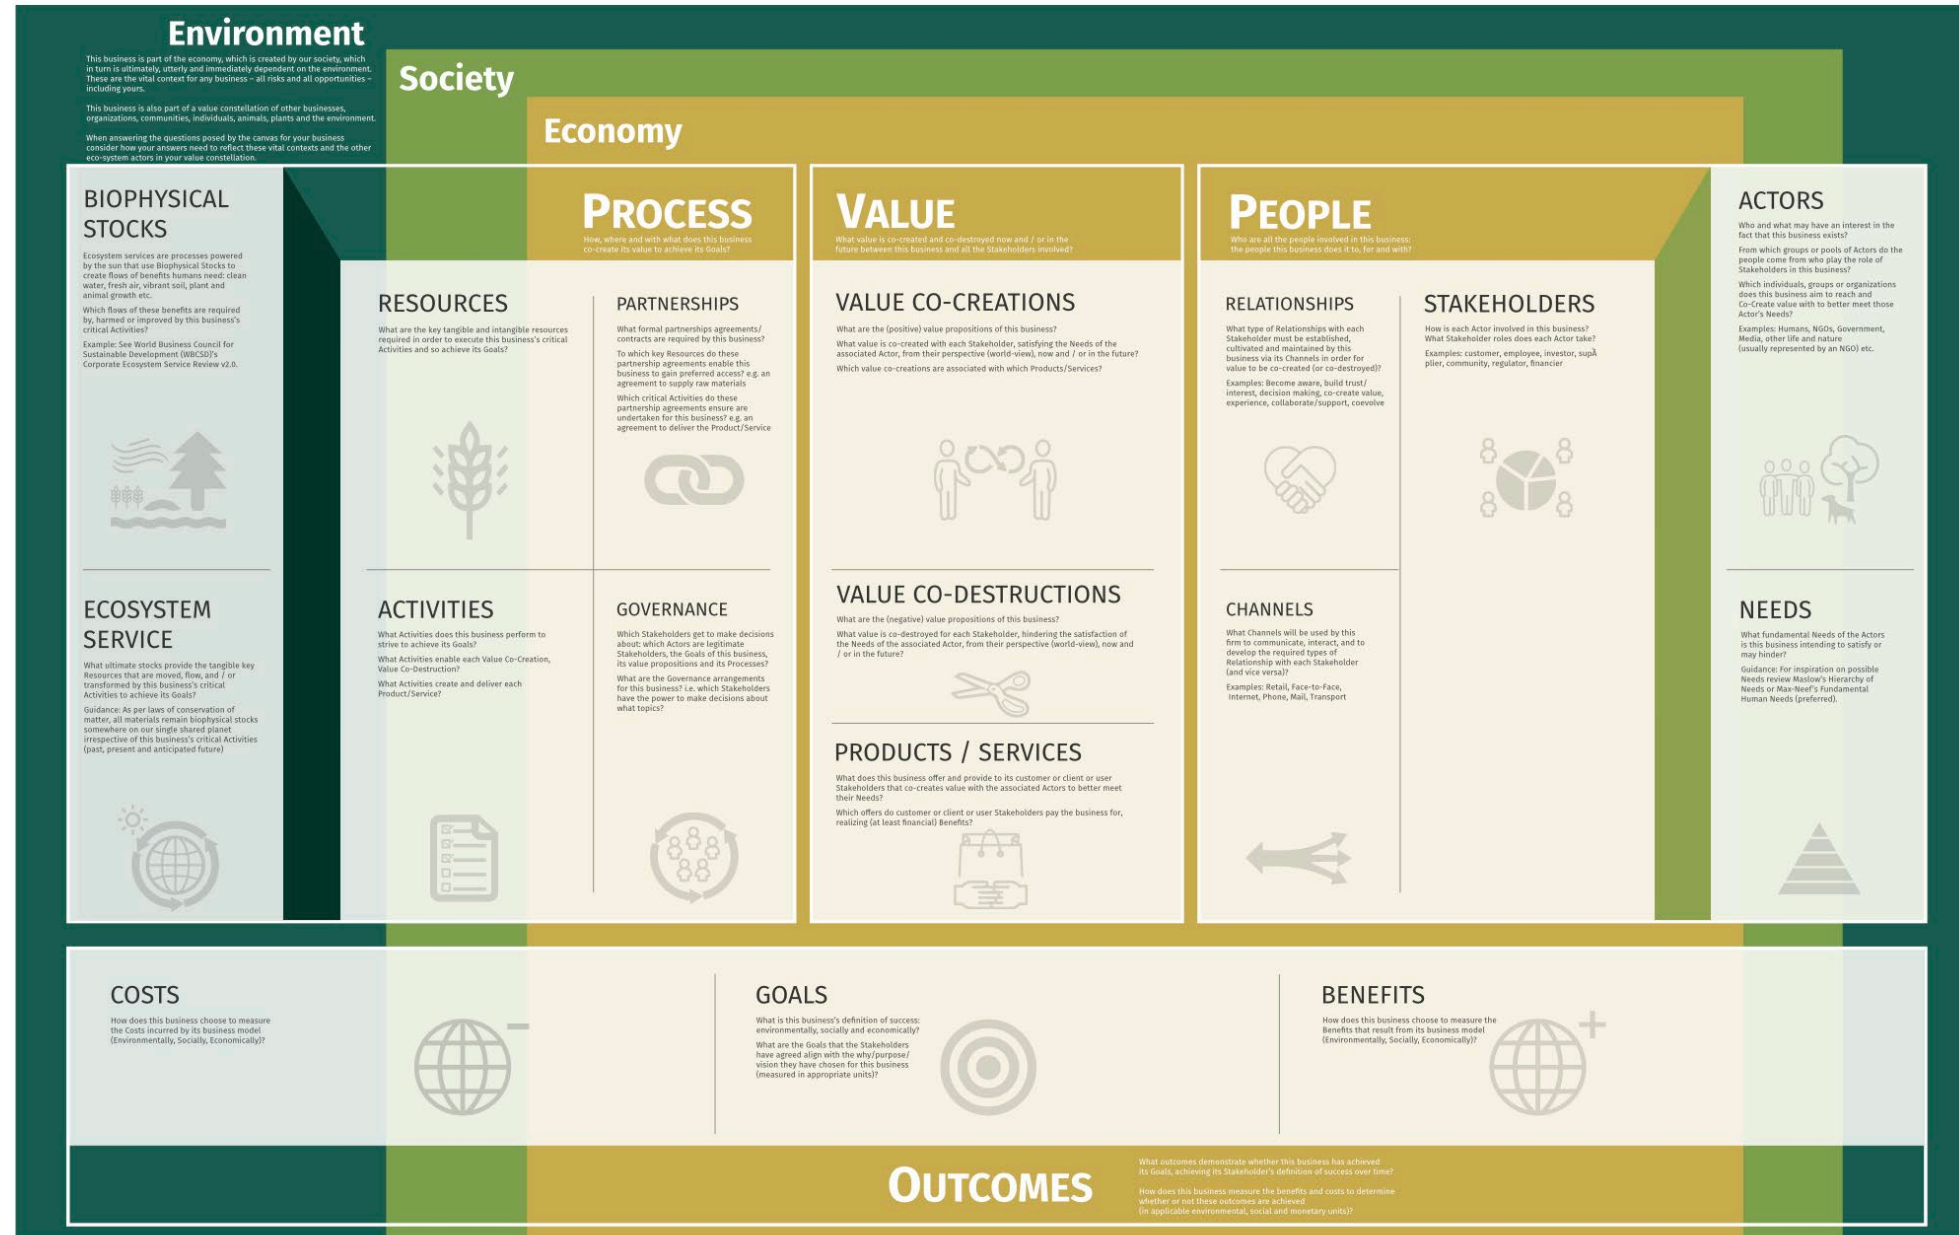 Environment
This business is part of the economy, which is created by our society, which
in turn is ultimately, utterly and immediately dependent on the environment.
These are the vital context for any business – all risks and all opportunities –
including yours.
This business is also part of a value constellation of other businesses,
organizations, communities, individuals, animals, plants and the environment.
When answering the questions posed by the canvas for your business
consider how your answers need to reflect these vital contexts and the other
eco-system actors in your value constellation.
Society
Economy
BIOPHYSICAL
STOCKS
Ecosystem services are processes powered
by the sun that use Biophysical Stocks to
create flows of benefits humans need: clean
water, fresh air, vibrant soil, plant and
animal growth etc.
Which flows of these benefits are required
by, harmed or improved by this business's
critical Activities?
Example: See World Business Council for
Sustainable Development (WBCSD)'s
Corporate Ecosystem Service Review v2.0.
ECOSYSTEM
SERVICE
What ultimate stocks provide the tangible key
Resources that are moved, flow, and / or
transformed by this business's critical
Activities to achieve its Goals?
Guidance: As per laws of conservation of
matter, all materials remain biophysical stocks
somewhere on our single shared planet
irrespective of this business's critical Activities
(past, present and anticipated future)
PROCESS
How, where and with what does this business
co-create its value to achieve its Goals?
RESOURCES
What are the key tangible and intangible resources
required in order to execute this business's critical
Activities and so achieve its Goals?
PARTNERSHIPS
What formal partnerships agreements/
contracts are required by this business?
To which key Resources do these
partnership agreements enable this
business to gain preferred access? e.g. an
agreement to supply raw materials
Which critical Activities do these
partnership agreements ensure are
undertaken for this business? e.g. an
agreement to deliver the Product/Service
ACTIVITIES
What Activities does this business perform to
strive to achieve its Goals?
What Activities enable each Value Co-Creation,
Value Co-Destruction?
What Activities create and deliver each
Product/Service?
GOVERNANCE
Which Stakeholders get to make decisions
about: which Actors are legitimate
Stakeholders, the Goals of this business,
its value propositions and its Processes?
What are the Governance arrangements
for this business? i.e. which Stakeholders
have the power to make decisions about
what topics?
VALUE
What value is co-created and co-destroyed now and / or in the
future between this business and all the Stakeholders involved?
VALUE CO-CREATIONS
What are the (positive) value propositions of this business?
What value is co-created with each Stakeholder, satisfying the Needs of the
associated Actor, from their perspective (world-view), now and / or in the future?
Which value co-creations are associated with which Products/Services?
VALUE CO-DESTRUCTIONS
What are the (negative) value propositions of this business?
What value is co-destroyed for each Stakeholder, hindering the satisfaction of
the Needs of the associated Actor, from their perspective (world-view), now and
/ or in the future?
PRODUCTS / SERVICES
What does this business offer and provide to its customer or client or user
Stakeholders that co-creates value with the associated Actors to better meet
their Needs?
Which offers do customer or client or user Stakeholders pay the business for,
realizing (at least financial) Benefits?
PEOPLE
Who are all the people involved in this business:
the people this business does it to, for and with?
RELATIONSHIPS
What type of Relationships with each
Stakeholder must be established,
cultivated and maintained by this
business via its Channels in order for
value to be co-created (or co-destroyed)?
Examples: Become aware, build trust/
interest, decision making, co-create value,
experience, collaborate/support, coevolve
STAKEHOLDERS
How is each Actor involved in this business?
What Stakeholder roles does each Actor take?
Examples: customer, employee, investor, supÂ
plier, community, regulator, financier
CHANNELS
What Channels will be used by this
firm to communicate, interact, and to
develop the required types of
Relationship with each Stakeholder
(and vice versa)?
Examples: Retail, Face-to-Face,
Internet, Phone, Mail, Transport
ACTORS
Who and what may have an interest in the
fact that this business exists?
From which groups or pools of Actors do the
people come from who play the role of
Stakeholders in this business?
Which individuals, groups or organizations
does this business aim to reach and
Co-Create value with to better meet those
Actor's Needs?
Examples: Humans, NGOs, Government,
Media, other life and nature
(usually represented by an NGO) etc.
NEEDS
What fundamental Needs of the Actors
is this business intending to satisfy or
may hinder?
Guidance: For inspiration on possible
Needs review Maslow's Hierarchy of
Needs or Max-Neef's Fundamental
Human Needs (preferred).
COSTS
How does this business choose to measure
the Costs incurred by its business model
(Environmentally, Socially, Economically)?
GOALS
What is this business's definition of success:
environmentally, socially and economically?
What are the Goals that the Stakeholders
have agreed align with the why/purpose/
vision they have chosen for this business
(measured in appropriate units)?
BENEFITS
How does this business choose to measure the
Benefits that result from its business model
(Environmentally, Socially, Economically)?
OUTCOMES
What outcomes demonstrate whether this business has achieved
its Goals, achieving its Stakeholder's definition of success over time?
How does this business measure the benefits and costs to determine
whether or not these outcomes are achieved
(in applicable environmental, social and monetary units)?